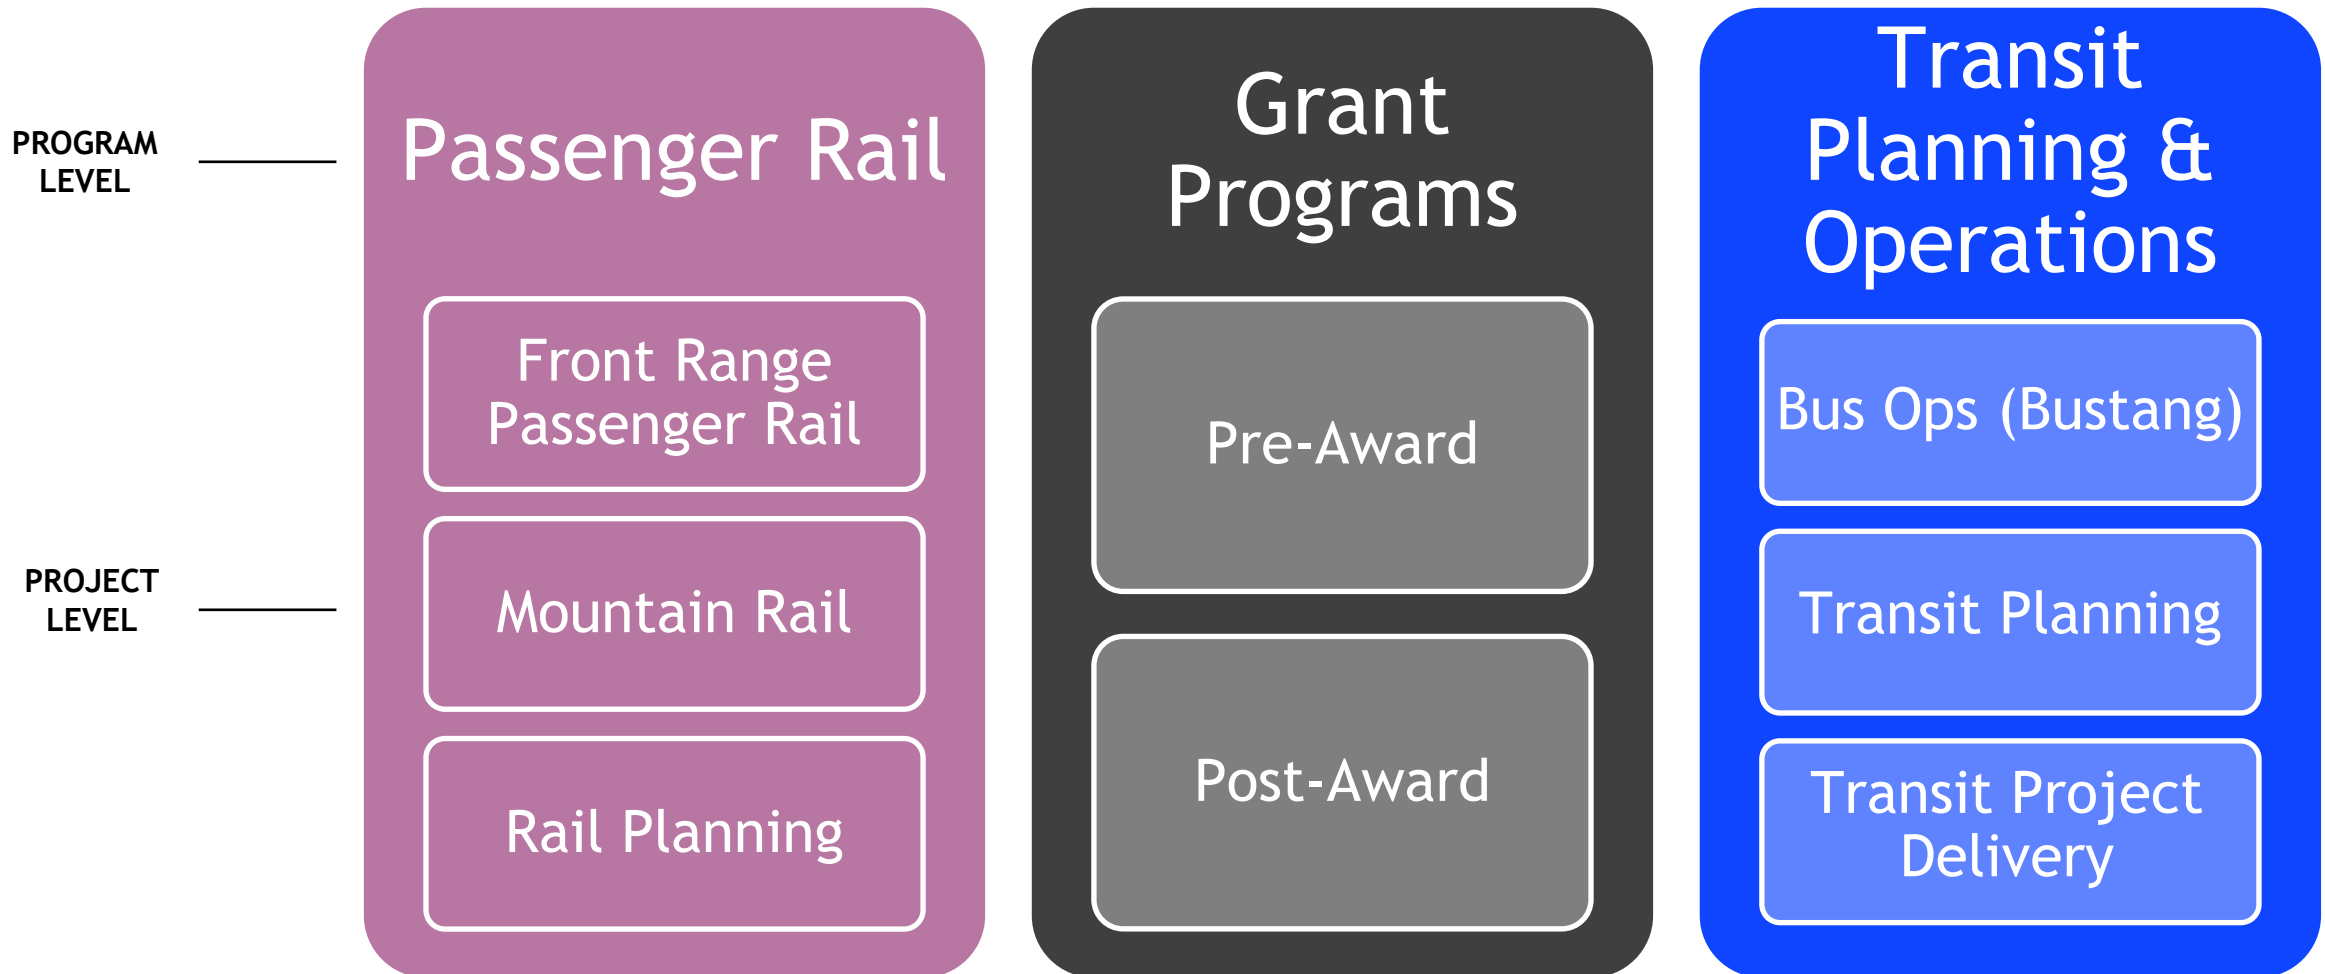 PROGRAM
LEVEL
Passenger Rail
Front Range
Passenger Rail
Mountain Rail
Rail Planning
Grant
Programs
Pre-Award
Post-Award
Transit
Planning &
Operations
Bus Ops (Bustang)
Transit Planning
Transit Project
Delivery
PROJECT
LEVEL